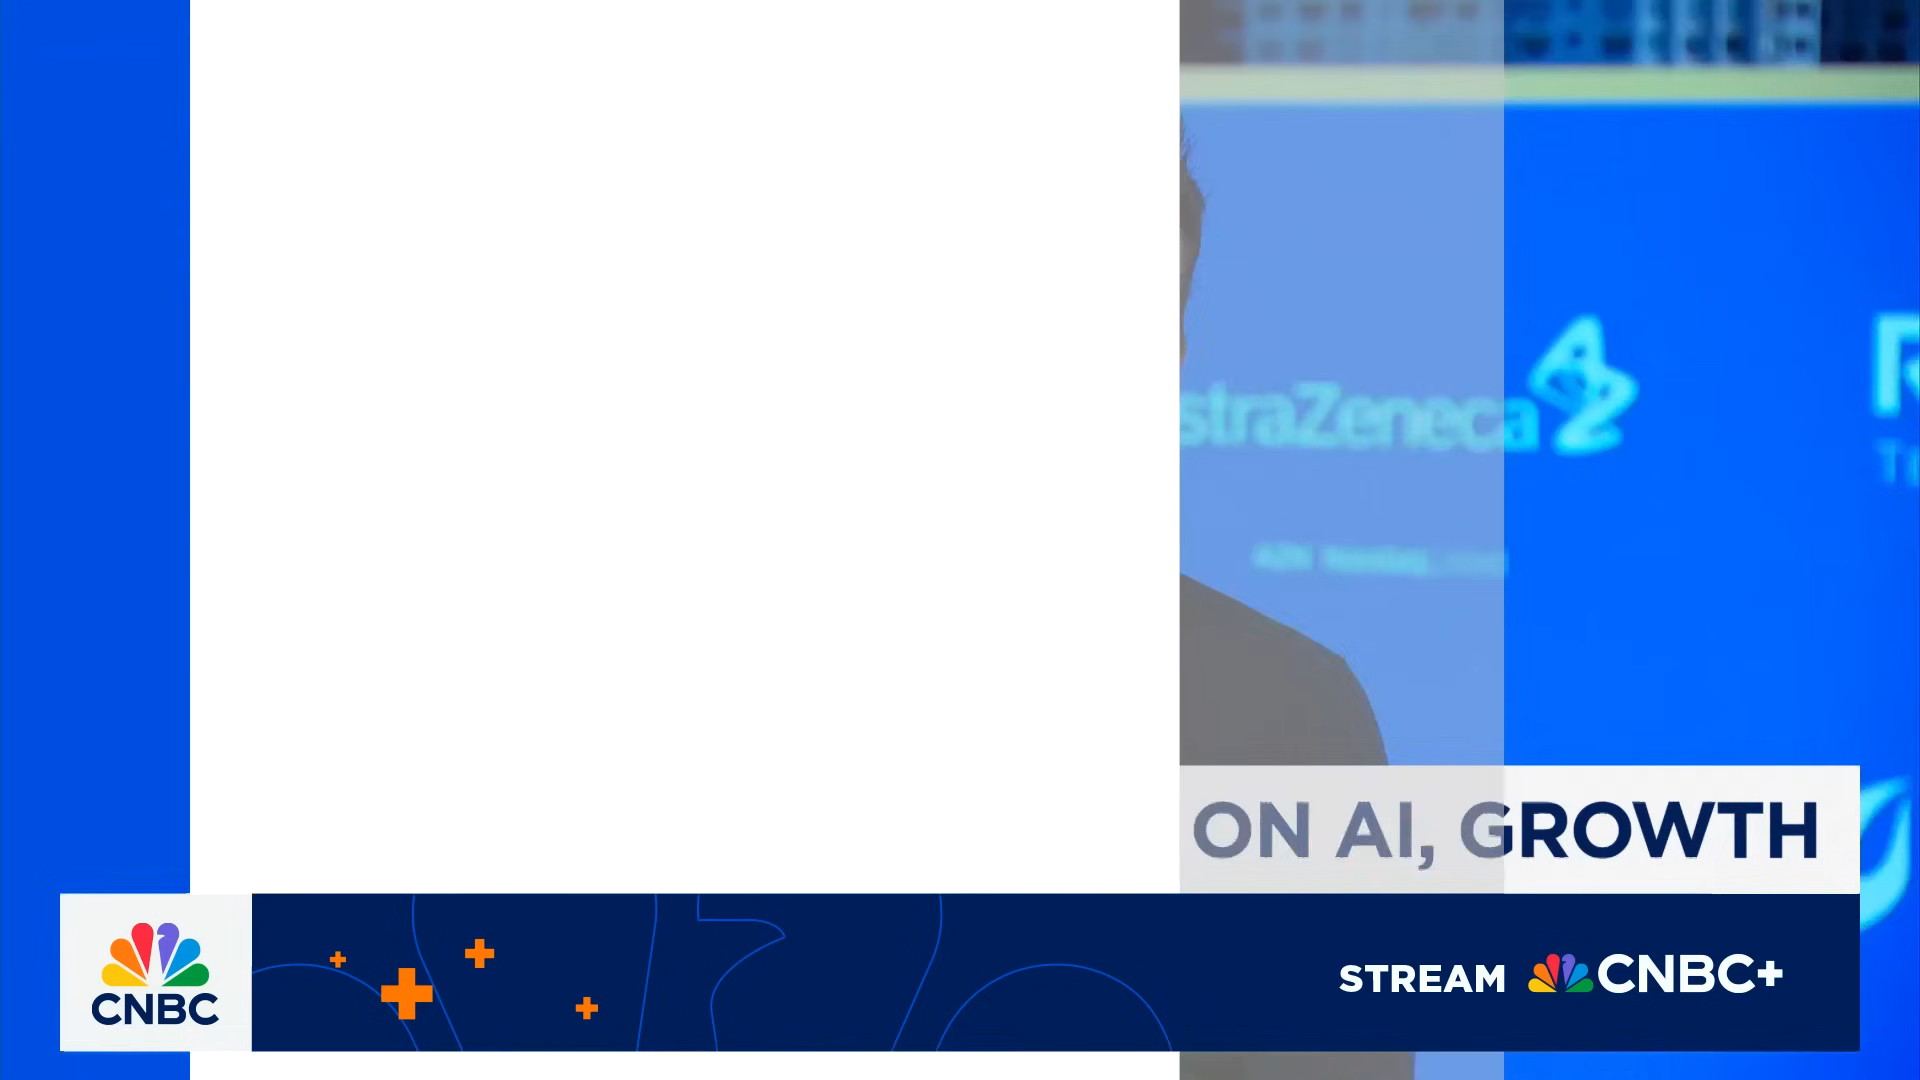 straZeneca
ON AI, GROWTH
CNBC
STREAM CNBC+